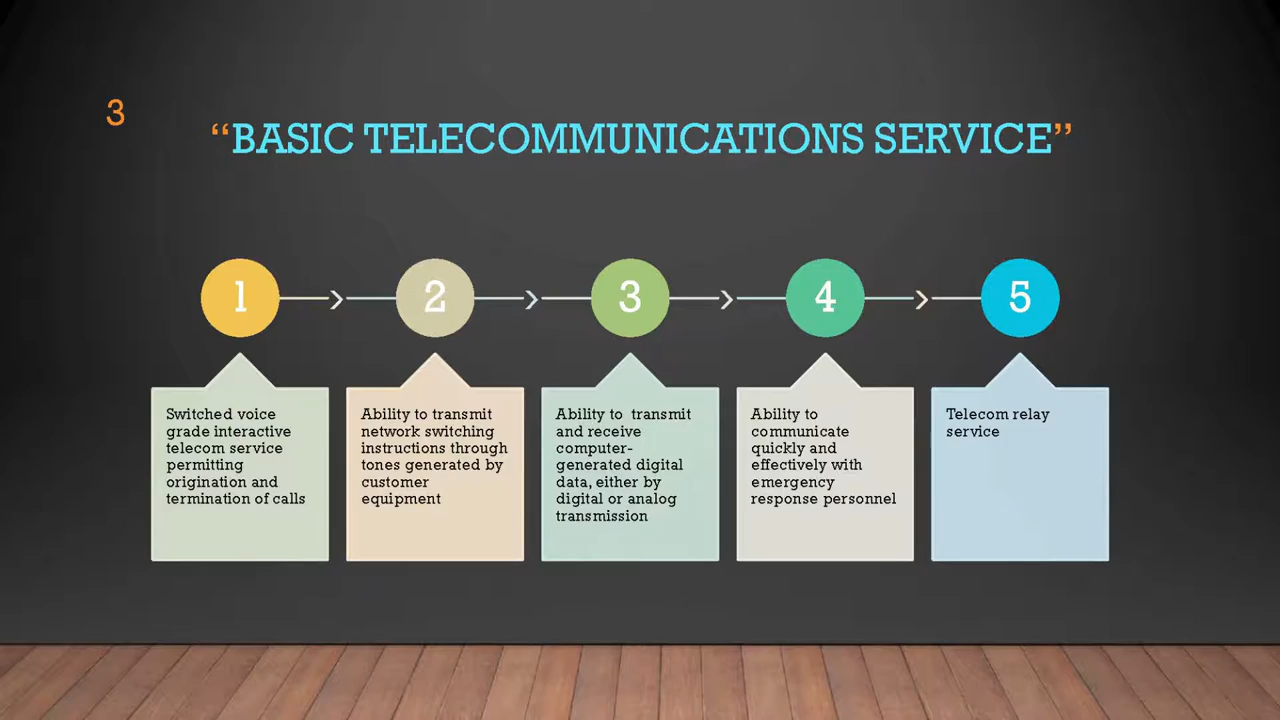 3
“BASIC TELECOMMUNICATIONS SERVICE”
1
2
3
4
5
Switched voice
grade interactive
telecom service
permitting
origination and
termination of calls
Ability to transmit
network switching
instructions through
tones generated by
customer
equipment
Ability to transmit
and receive
computer-
generated digital
data, either by
digital or analog
transmission
Ability to
communicate
quickly and
effectively with
emergency
response personnel
Telecom relay
service